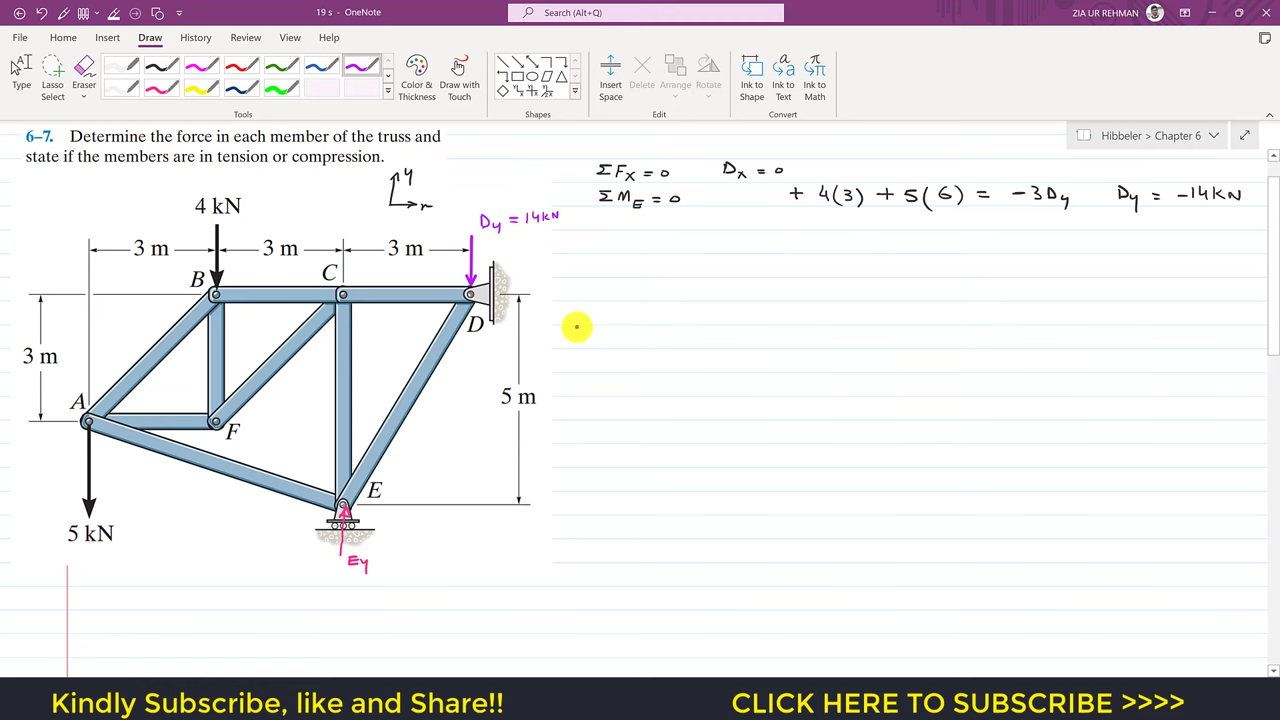 19 s - OneNote
Search (Alt+Q)
ZIA UR REHMAN
File Home Insert Draw History Review View Help
Type Lasso Select Eraser Color & Thickness Draw with Touch Insert Space Delete Arrange Rotate Ink to Shape Ink to Text Ink to Math
Tools Shapes Edit Convert
Hibbeler > Chapter 6
6–7. Determine the force in each member of the truss and
state if the members are in tension or compression.
y
x
4 kN
Dy = 14kN
3 m 3 m 3 m
B C
D
3 m
5 m
A
F
E
5 kN
Ey
ΣFx = 0 Dx = 0
ΣME = 0 + 4(3) + 5(6) = -3Dy Dy = -14kN
Kindly Subscribe, like and Share!! CLICK HERE TO SUBSCRIBE >>>>